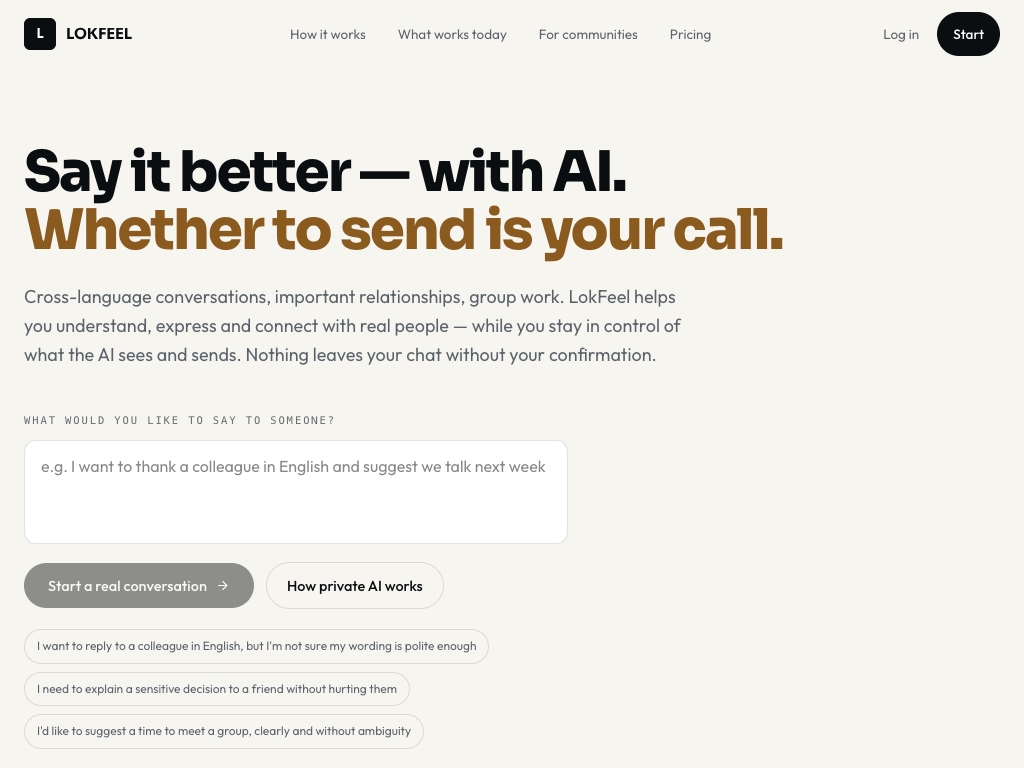 L LOKFEEL How it works What works today For communities Pricing Log in Start
Say it better — with AI.
Whether to send is your call.
Cross-language conversations, important relationships, group work. LokFeel helps
you understand, express and connect with real people — while you stay in control of
what the AI sees and sends. Nothing leaves your chat without your confirmation.
WHAT WOULD YOU LIKE TO SAY TO SOMEONE?
e.g. I want to thank a colleague in English and suggest we talk next week
Start a real conversation → How private AI works
I want to reply to a colleague in English, but I'm not sure my wording is polite enough
I need to explain a sensitive decision to a friend without hurting them
I'd like to suggest a time to meet a group, clearly and without ambiguity